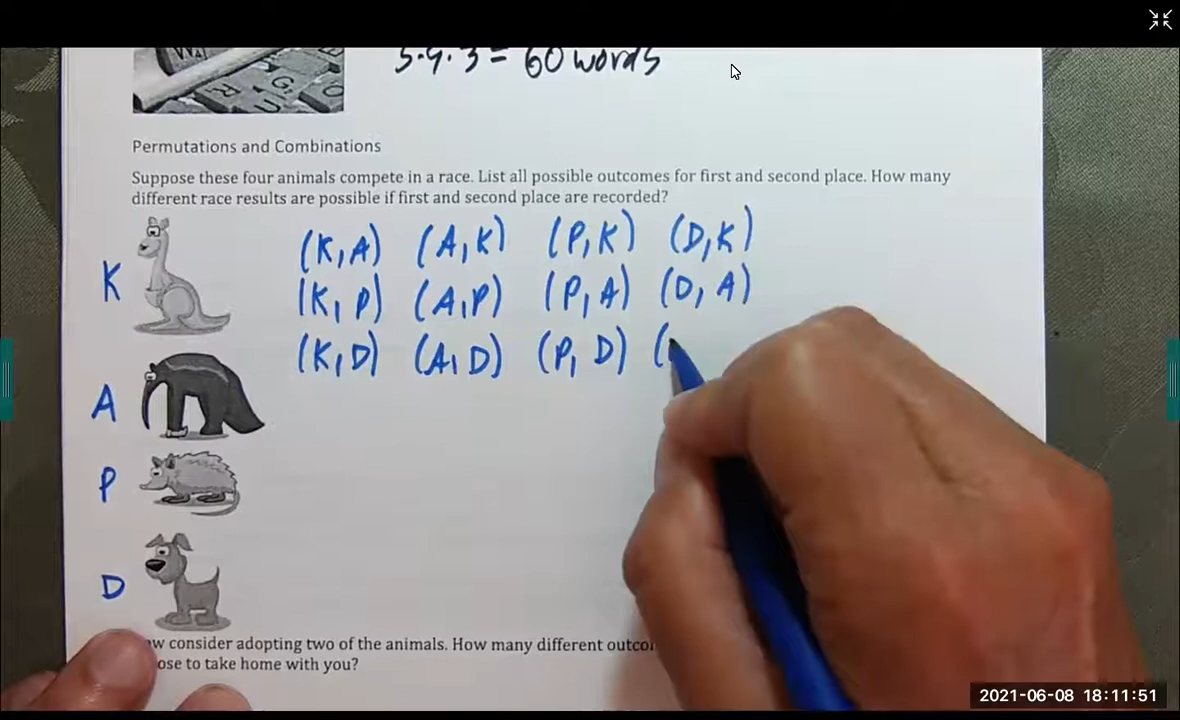 5·4·3 = 60 words
Permutations and Combinations
Suppose these four animals compete in a race. List all possible outcomes for first and second place. How many
different race results are possible if first and second place are recorded?
K
(K,A) (A,K) (P,K) (D,K)
(K,P) (A,P) (P,A) (D,A)
(K,D) (A,D) (P,D) (
A
P
D
consider adopting two of the animals. How many different
to take home with you?
2021-06-08 18:11:51